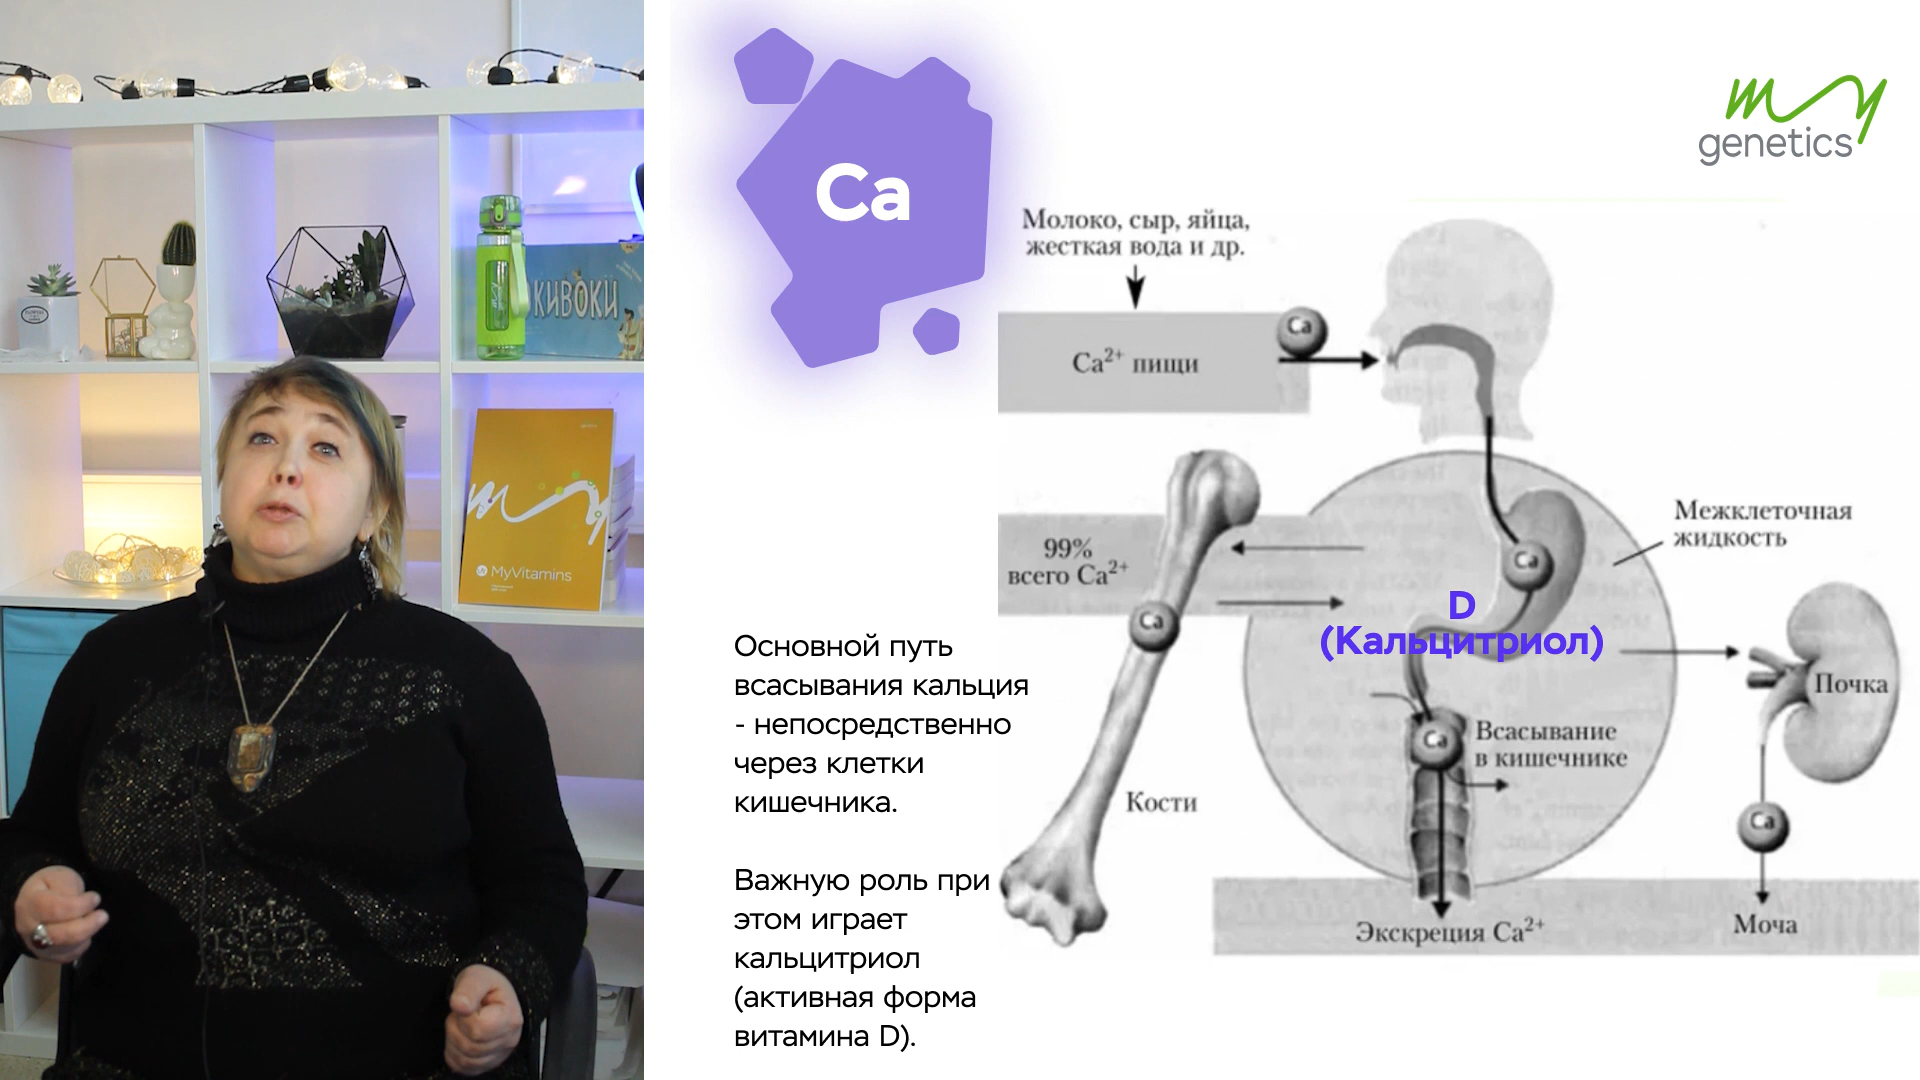 Ca
my
genetics
Молоко, сыр, яйца,
жесткая вода и др.
Ca²⁺ пищи
Ca
99%
всего Ca²⁺
Ca
Кости
Ca
D
(Кальцитриол)
Межклеточная
жидкость
Ca
Всасывание
в кишечнике
Почка
Ca
Моча
Экскреция Ca²⁺
Основной путь
всасывания кальция
- непосредственно
через клетки
кишечника.
Важную роль при
этом играет
кальцитриол
(активная форма
витамина D).
КИВОКИ
my
MyVitamins